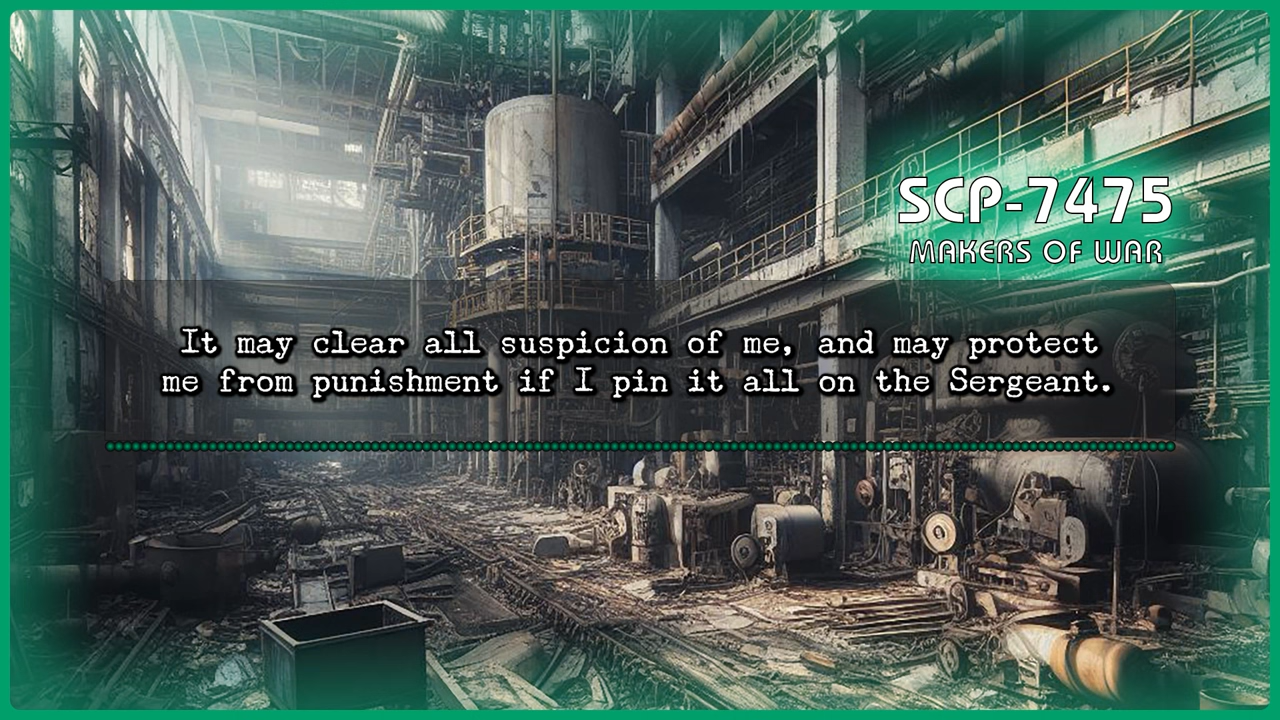 SCP-7475
MAKERS OF WAR
It may clear all suspicion of me, and may protect
me from punishment if I pin it all on the Sergeant.